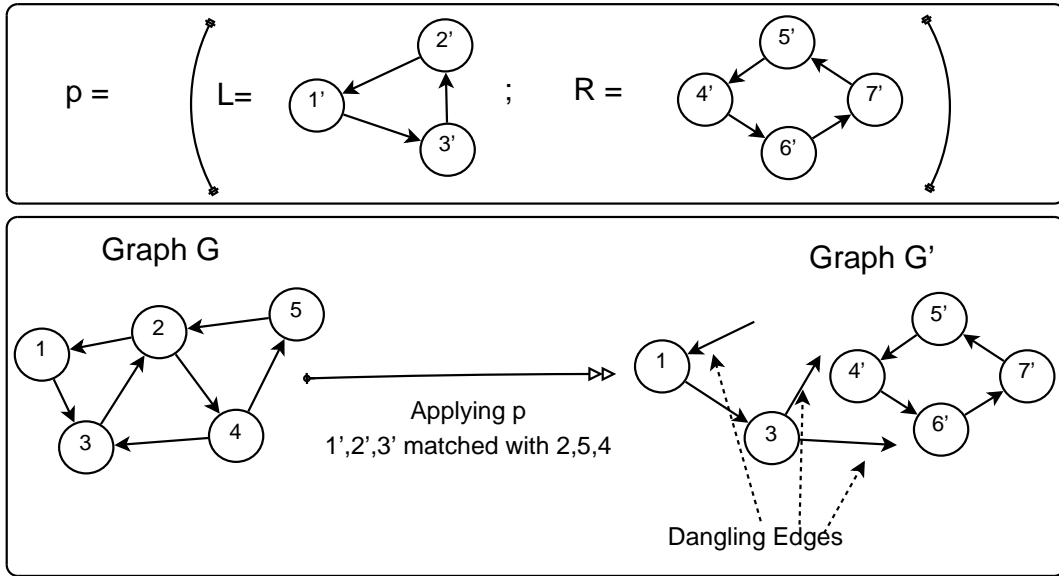 p = L= 1' 2' 3' ; R = 4' 5' 6' 7'
Graph G
Graph G'
1 2 3 4 5
Applying p
1',2',3' matched with 2,5,4
1 3 4' 5' 6' 7'
Dangling Edges